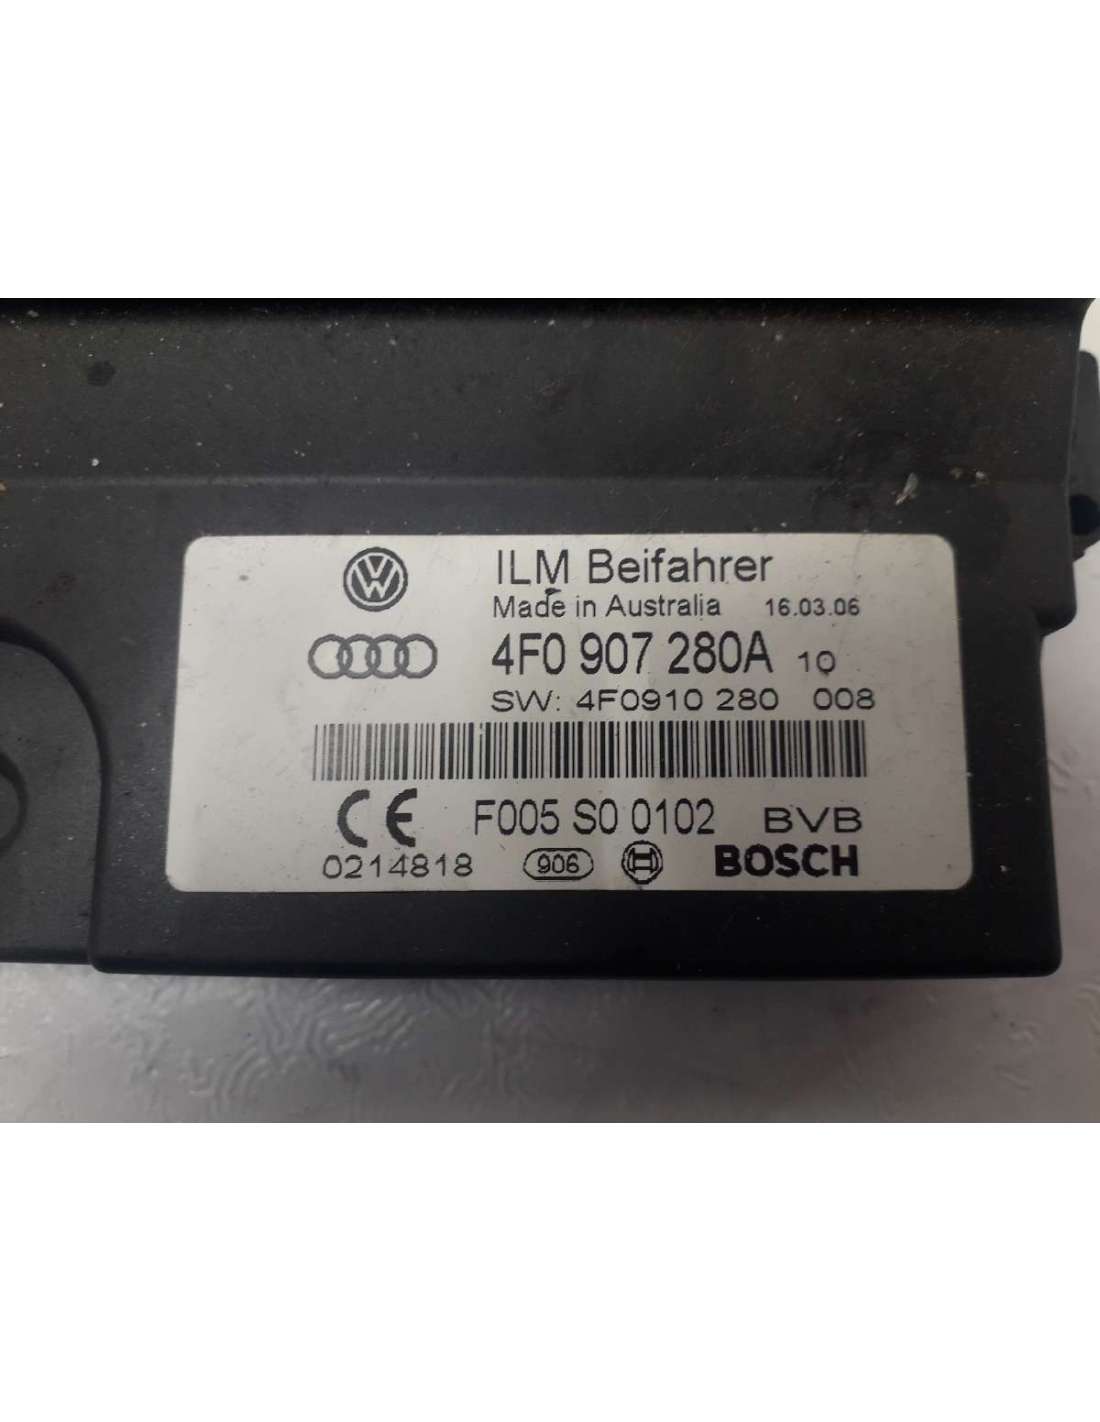 ILM Beifahrer
Made in Australia 16.03.06
4F0 907 280A 10
SW: 4F0910 280 008
CE F005 S0 0102 BVB
0214818 906 BOSCH